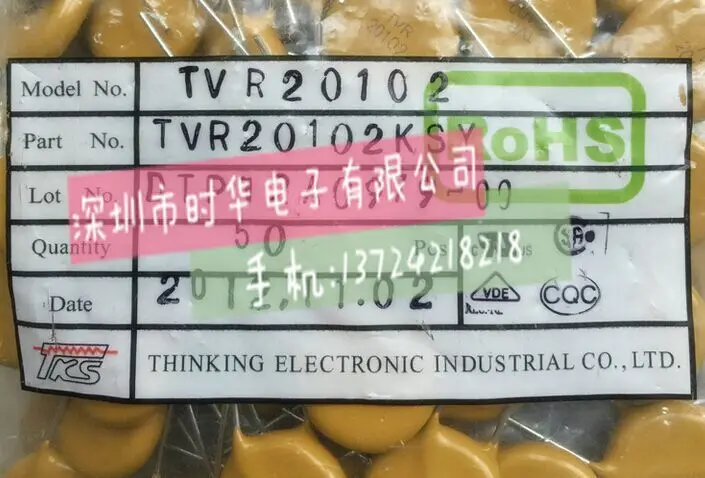 TVR
20102
Model No. TVR20102
Part No. TVR20102KSY
RoHS
Lot No.
深圳市时华电子有限公司
Quantity 50 Pcs
手机:13724218218
Date
VDE
CQC
TKS THINKING ELECTRONIC INDUSTRIAL CO., LTD.